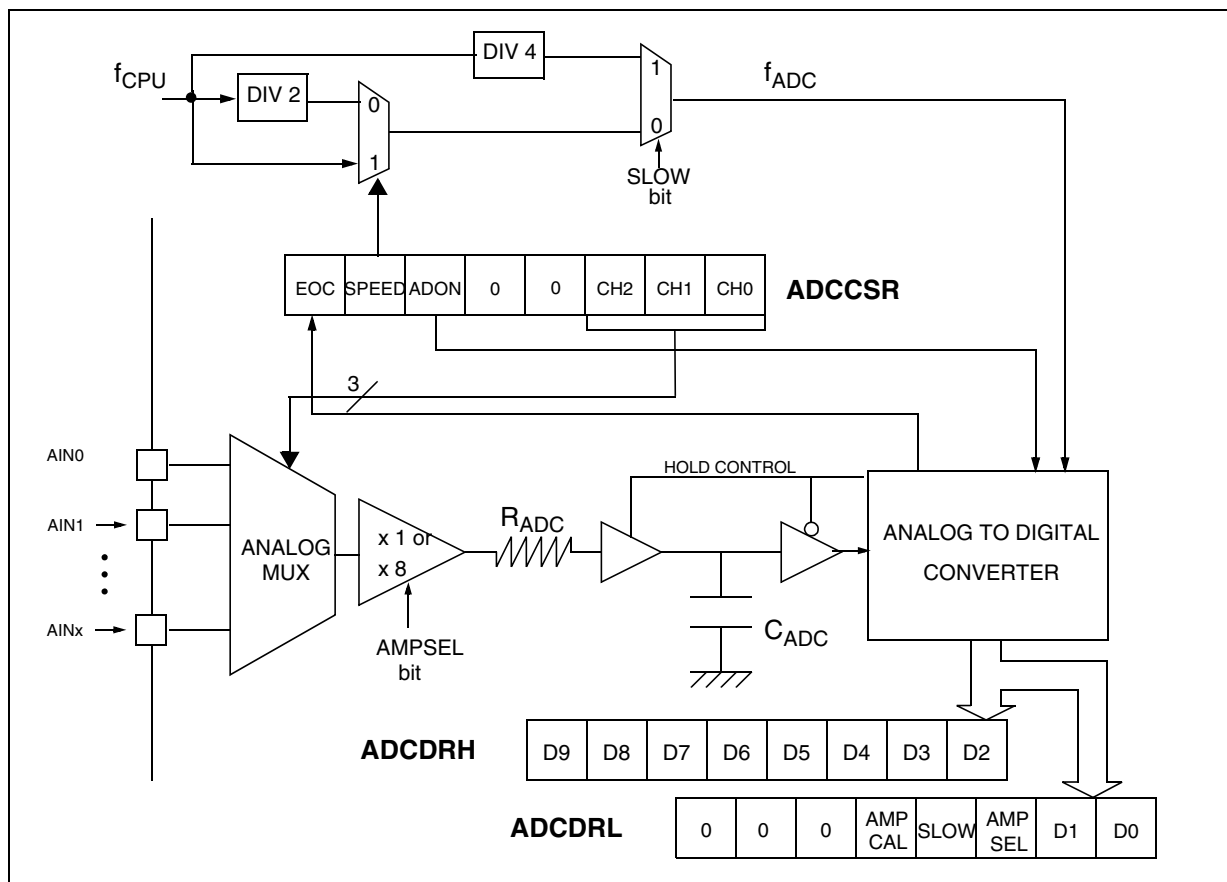 DIV 4
fCPU
1
fADC
DIV 2
0
0
1
SLOW
bit
EOC SPEED ADON 0 0 CH2 CH1 CH0 ADCCSR
3
AIN0
HOLD CONTROL
AIN1
RADC
ANALOG
MUX
x 1 or
x 8
ANALOG TO DIGITAL
CONVERTER
AINx
AMPSEL
bit
CADC
ADCDRH D9 D8 D7 D6 D5 D4 D3 D2
ADCDRL 0 0 0 AMP CAL SLOW AMP SEL D1 D0